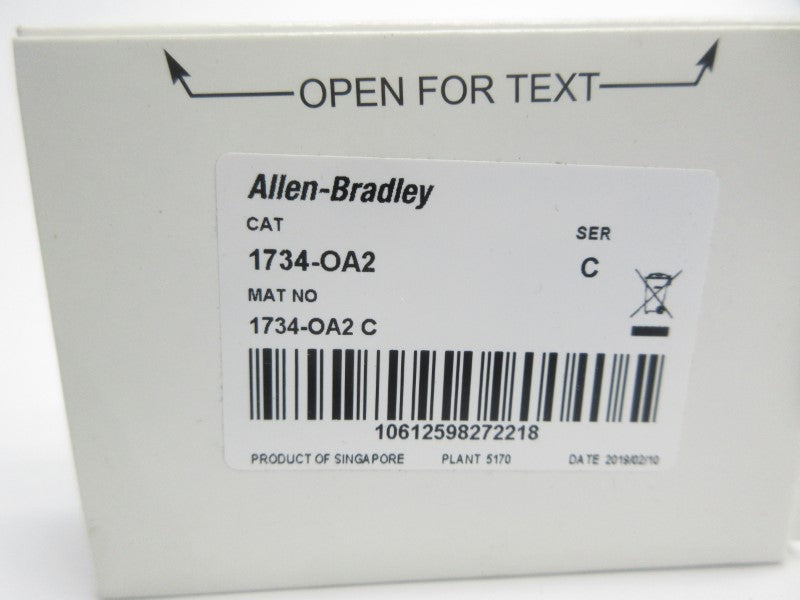 OPEN FOR TEXT
Allen-Bradley
CAT
SER
1734-OA2
C
MAT NO
1734-OA2 C
10612598272218
PRODUCT OF SINGAPORE PLANT 5170 DATE 2019/02/10